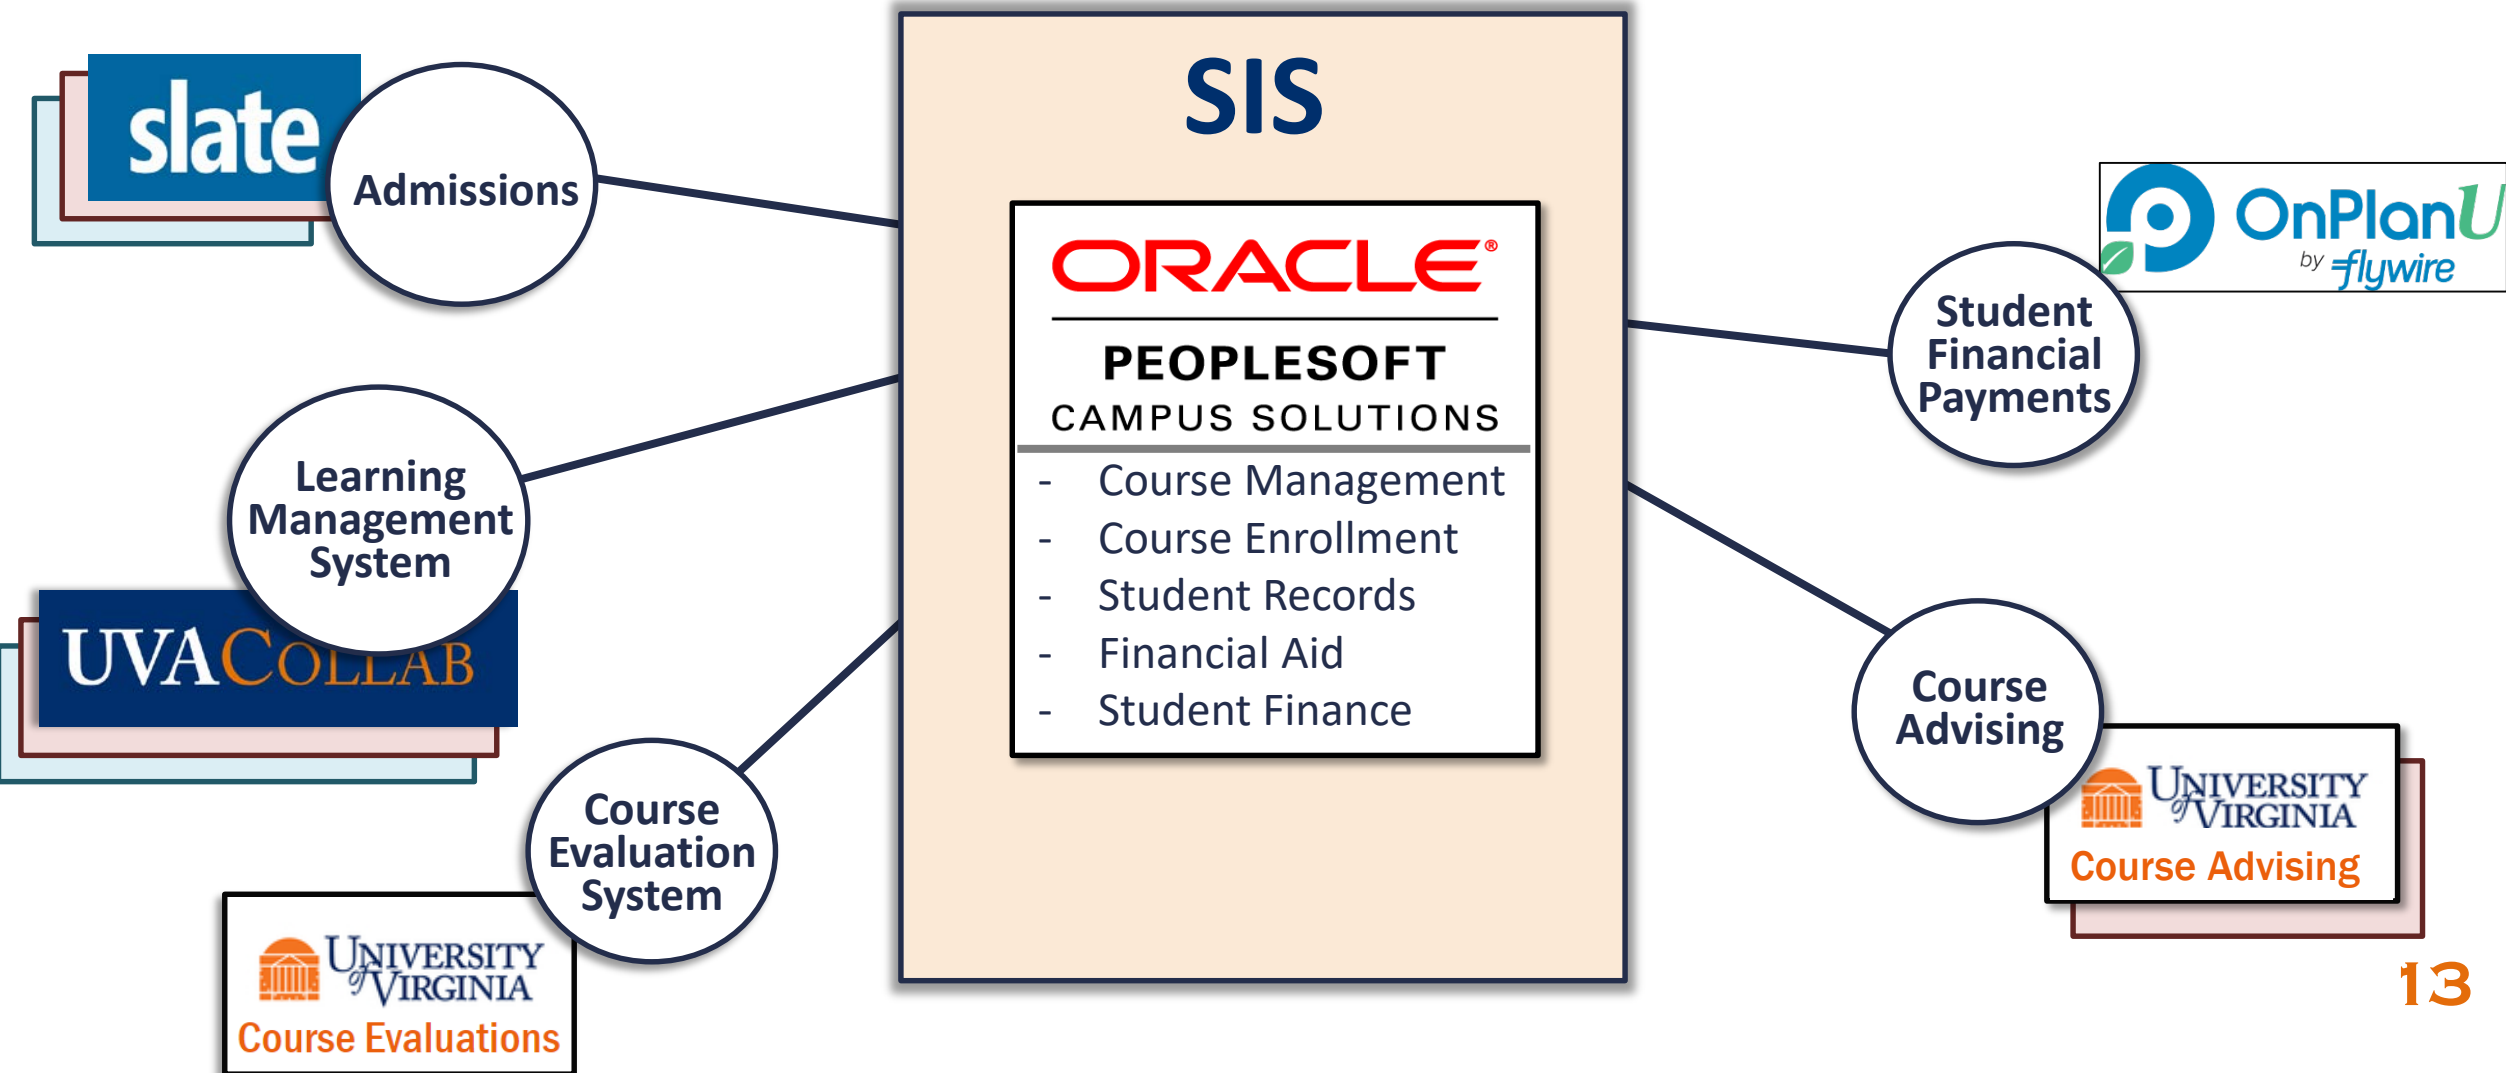 slate
Admissions
Learning
Management
System
UVACOLLAB
Course
Evaluation
System
UNIVERSITY
of VIRGINIA
Course Evaluations
SIS
ORACLE®
PEOPLESOFT
CAMPUS SOLUTIONS
- Course Management
- Course Enrollment
- Student Records
- Financial Aid
- Student Finance
OnPlanU
by flywire
Student
Financial
Payments
Course
Advising
UNIVERSITY
of VIRGINIA
Course Advising
13